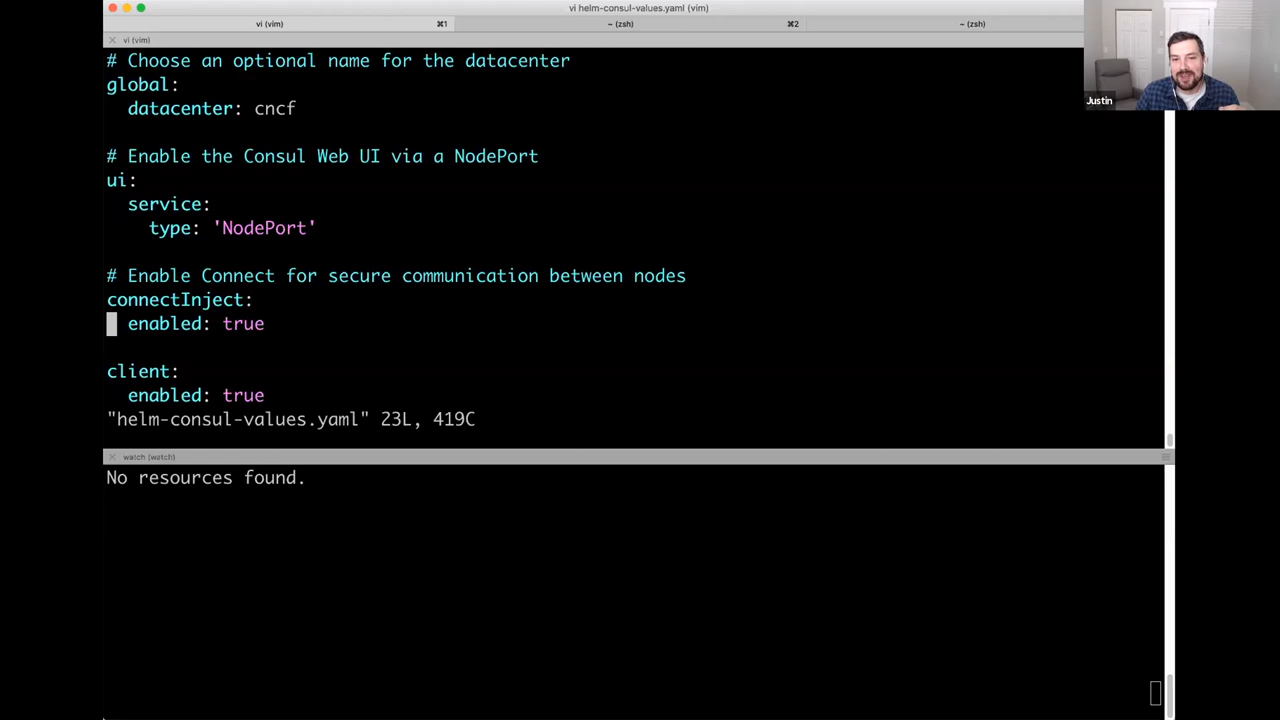 vi helm-consul-values.yaml (vim)
vi (vim) ⌘1 ~ (zsh) ⌘2 ~ (zsh)
vi (vim)
# Choose an optional name for the datacenter
global:
  datacenter: cncf
# Enable the Consul Web UI via a NodePort
ui:
  service:
    type: 'NodePort'
# Enable Connect for secure communication between nodes
connectInject:
  enabled: true
client:
  enabled: true
"helm-consul-values.yaml" 23L, 419C
watch (watch)
No resources found.
Justin